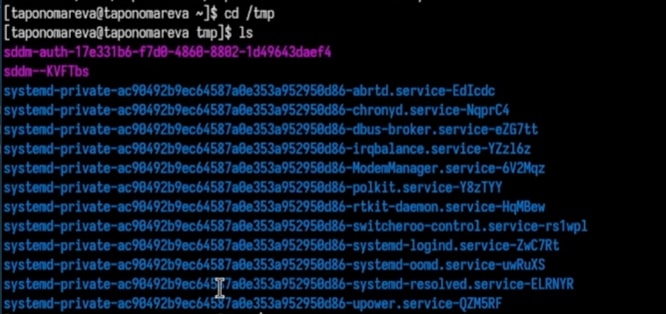 [taponomareva@taponomareva ~]$ cd /tmp
[taponomareva@taponomareva tmp]$ ls
sddm-auth-17e331b6-f7d0-4860-8802-1d49643daef4
sddm--KVFTbs
systemd-private-ac90492b9ec64587a0e353a952950d86-abrtd.service-EdIcdc
systemd-private-ac90492b9ec64587a0e353a952950d86-chronyd.service-NqprC4
systemd-private-ac90492b9ec64587a0e353a952950d86-dbus-broker.service-eZG7tt
systemd-private-ac90492b9ec64587a0e353a952950d86-irqbalance.service-YZzl6z
systemd-private-ac90492b9ec64587a0e353a952950d86-ModemManager.service-6V2Mqz
systemd-private-ac90492b9ec64587a0e353a952950d86-polkit.service-Y8zTYY
systemd-private-ac90492b9ec64587a0e353a952950d86-rtkit-daemon.service-HqMBew
systemd-private-ac90492b9ec64587a0e353a952950d86-switcheroo-control.service-rs1wpl
systemd-private-ac90492b9ec64587a0e353a952950d86-systemd-logind.service-ZwC7Rt
systemd-private-ac90492b9ec64587a0e353a952950d86-systemd-oomd.service-uwRuXS
systemd-private-ac90492b9ec64587a0e353a952950d86-systemd-resolved.service-ELRNYR
systemd-private-ac90492b9ec64587a0e353a952950d86-upower.service-QZM5RF